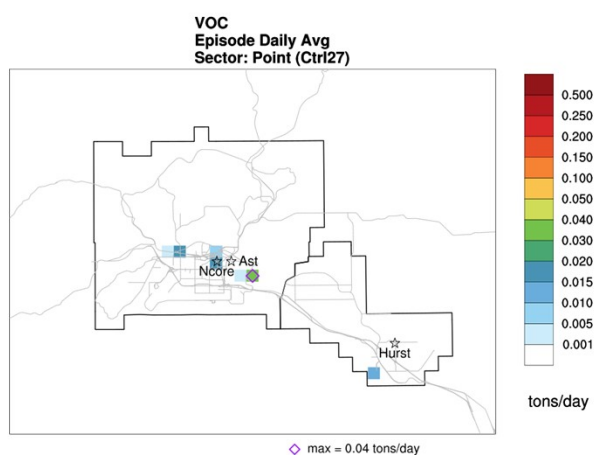 VOC
Episode Daily Avg
Sector: Point (Ctrl27)
0.500
0.250
0.200
0.150
0.100
0.050
0.040
0.030
0.020
0.015
0.010
0.005
0.001
Ast
Ncore
Hurst
tons/day
max = 0.04 tons/day